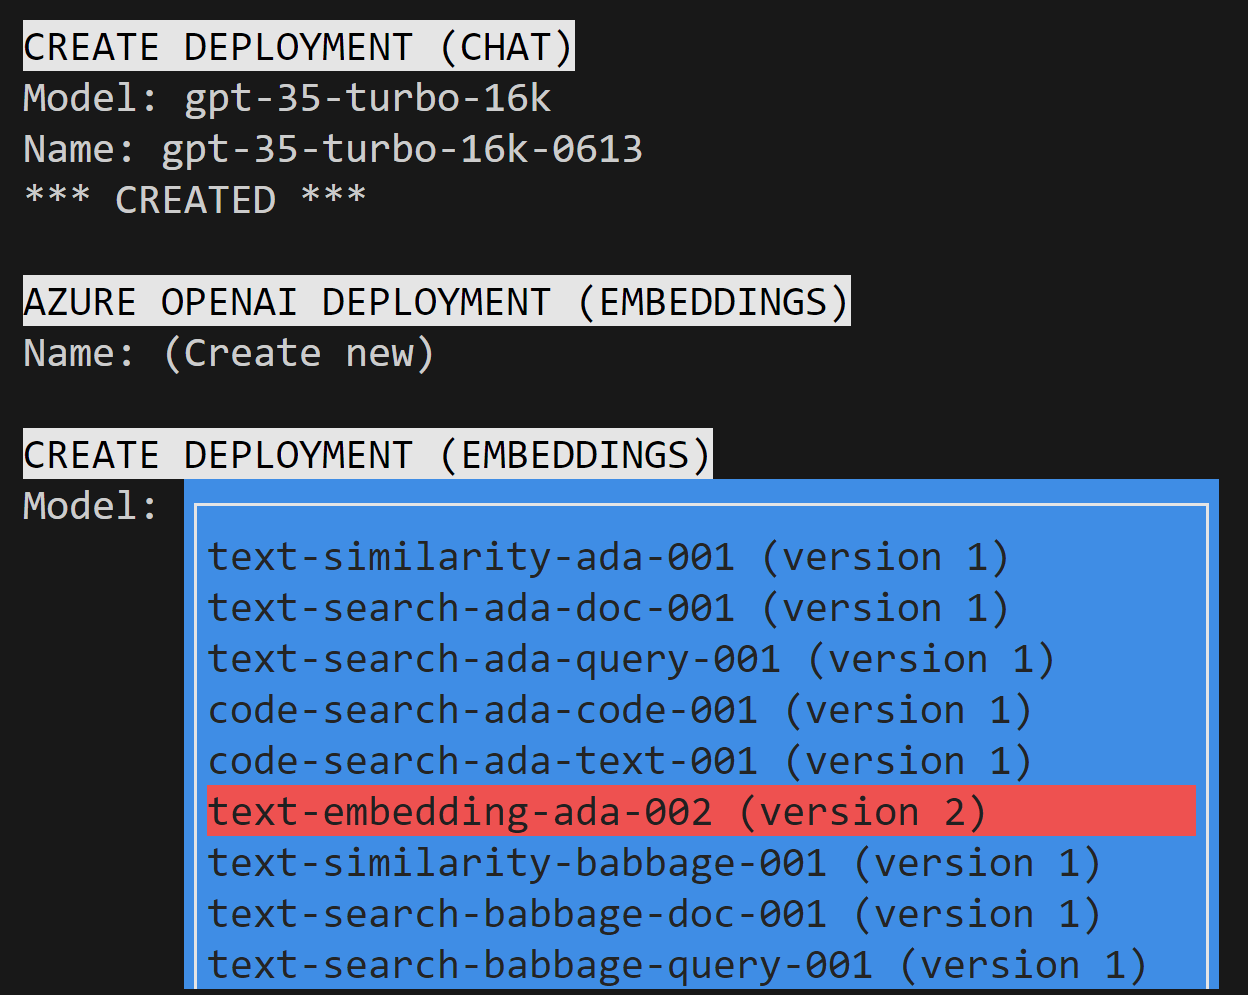 CREATE DEPLOYMENT (CHAT)
Model: gpt-35-turbo-16k
Name: gpt-35-turbo-16k-0613
*** CREATED ***
AZURE OPENAI DEPLOYMENT (EMBEDDINGS)
Name: (Create new)
CREATE DEPLOYMENT (EMBEDDINGS)
Model:
text-similarity-ada-001 (version 1)
text-search-ada-doc-001 (version 1)
text-search-ada-query-001 (version 1)
code-search-ada-code-001 (version 1)
code-search-ada-text-001 (version 1)
text-embedding-ada-002 (version 2)
text-similarity-babbage-001 (version 1)
text-search-babbage-doc-001 (version 1)
text-search-babbage-query-001 (version 1)